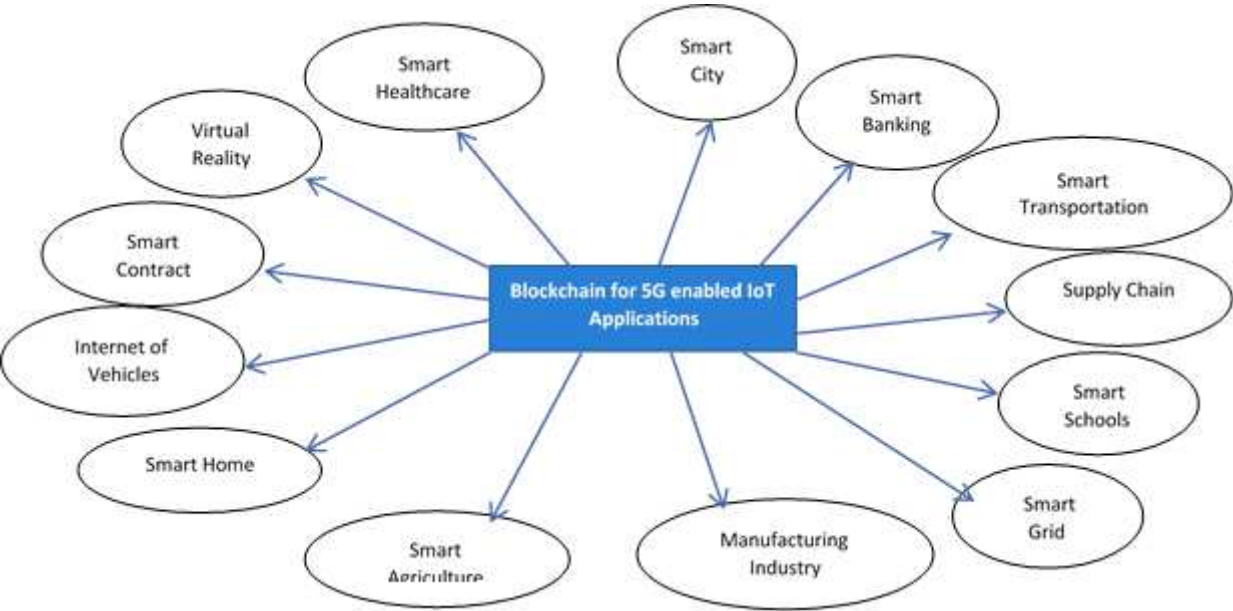 Smart
City
Smart
Healthcare
Smart
Banking
Virtual
Reality
Smart
Transportation
Smart
Contract
Blockchain for 5G enabled IoT
Applications
Supply Chain
Internet of
Vehicles
Smart
Schools
Smart Home
Smart
Grid
Manufacturing
Industry
Smart
Agriculture